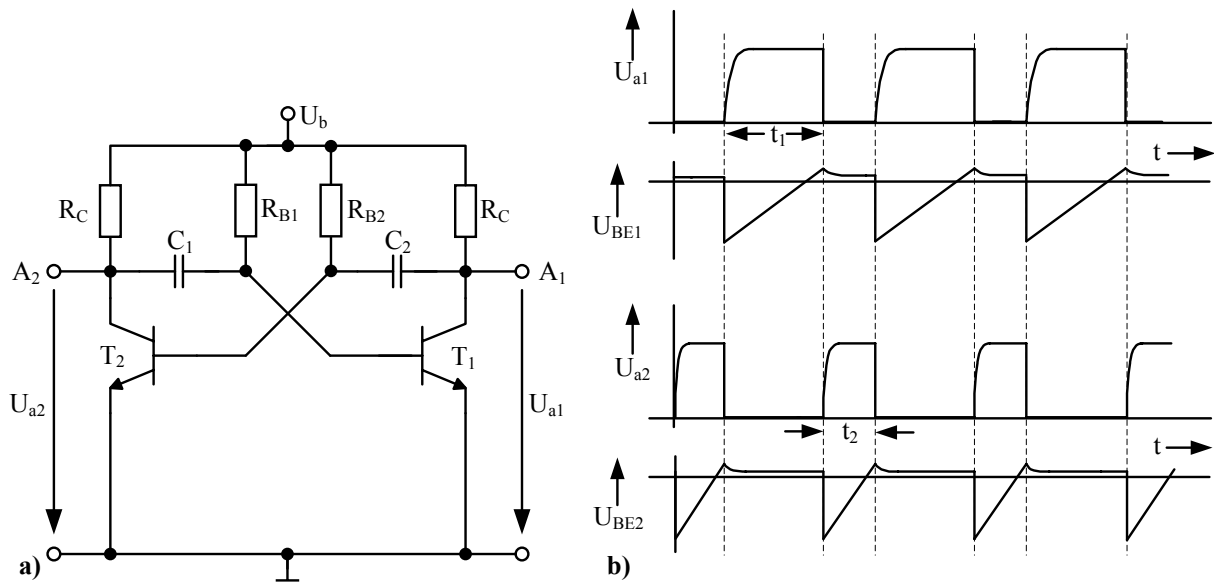 U_b
R_C R_B1 R_B2 R_C
C_1 C_2
A_2 A_1
T_2 T_1
U_a2 U_a1
a)
U_a1
t_1
t
U_BE1
U_a2
t_2
t
U_BE2
b)